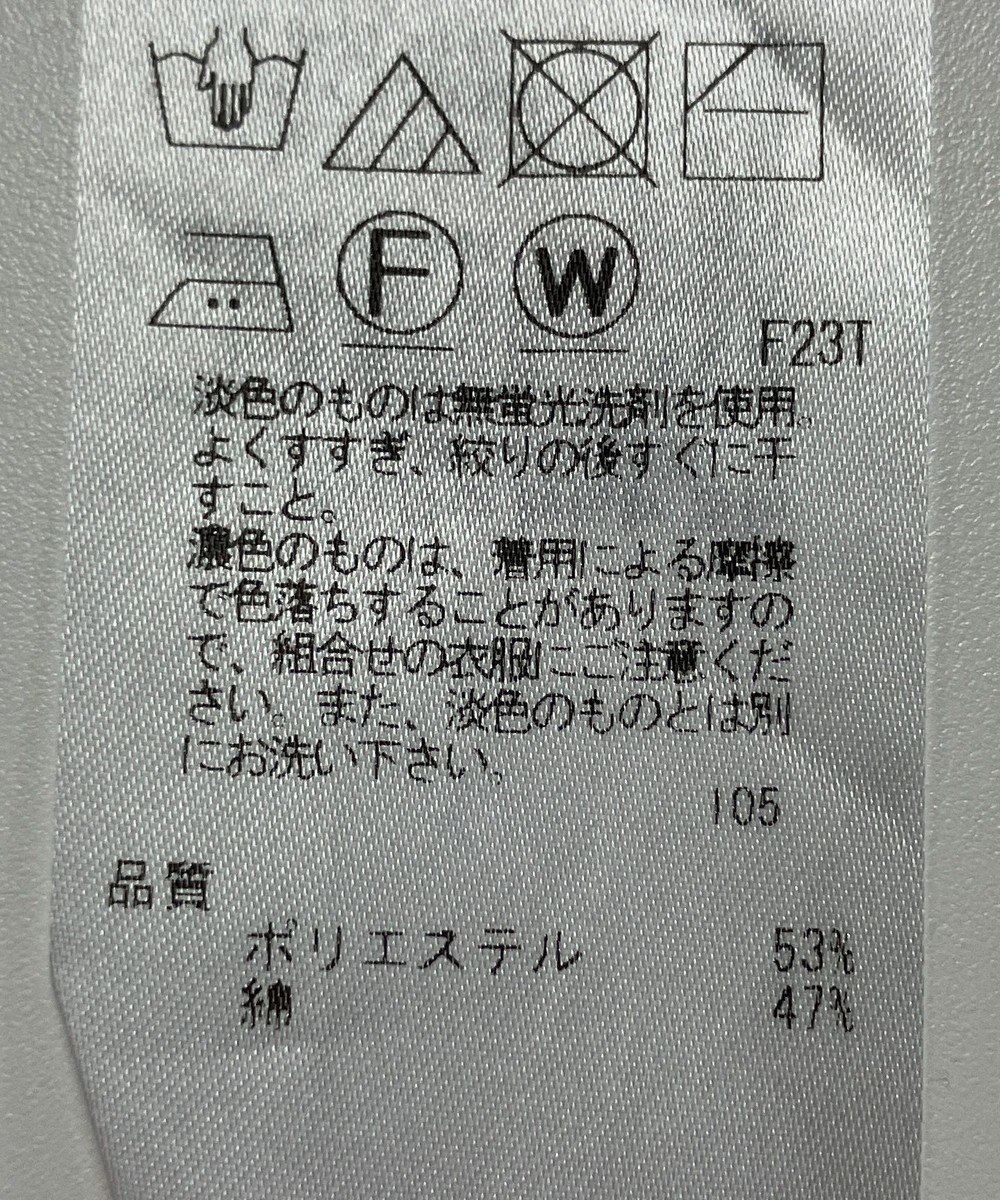 F
W
F23T
淡色のものは無蛍光洗剤を使用。
よくすすぎ、絞りの後すぐに干
すこと。
濃色のものは、着用による摩擦
で色落ちすることがありますの
で、組合せの衣服にご注意くだ
さい。また、淡色のものとは別
にお洗い下さい。
105
品質
ポリエステル 53%
綿 47%